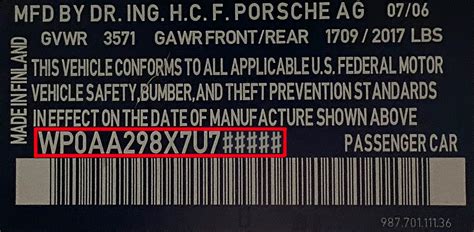 MFD BY DR. ING. H.C. F. PORSCHE AG 07/06
GVWR 3571 GAWR FRONT/REAR 1709 / 2017 LBS
MADE IN FINLAND
THIS VEHICLE CONFORMS TO ALL APPLICABLE U.S. FEDERAL MOTOR
VEHICLE SAFETY, BUMBER, AND THEFT PREVENTION STANDARDS
IN EFFECT ON THE DATE OF MANUFACTURE SHOWN ABOVE
WP0AA298X7U7##### PASSENGER CAR
987.701.111.36